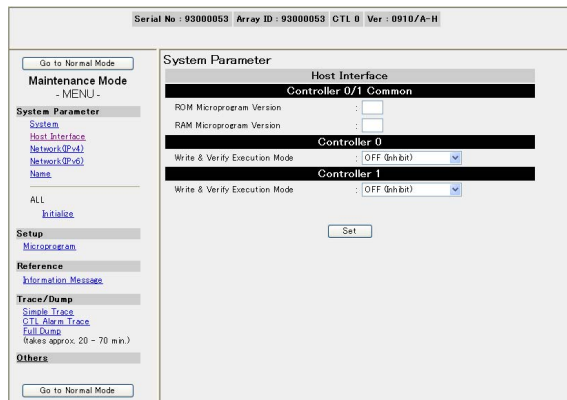 Serial No : 93000053 Array ID : 93000053 CTL 0 Ver : 0910/A-H
Go to Normal Mode
Maintenance Mode
- MENU -
System Parameter
System
Host Interface
Network(IPv4)
Network(IPv6)
Name
ALL
Initialize
Setup
Microprogram
Reference
Information Message
Trace/Dump
Simple Trace
CTL Alarm Trace
Full Dump
(takes approx. 20 - 70 min.)
Others
Go to Normal Mode
System Parameter
Host Interface
Controller 0/1 Common
ROM Microprogram Version :
RAM Microprogram Version :
Controller 0
Write & Verify Execution Mode : OFF (Inhibit)
Controller 1
Write & Verify Execution Mode : OFF (Inhibit)
Set